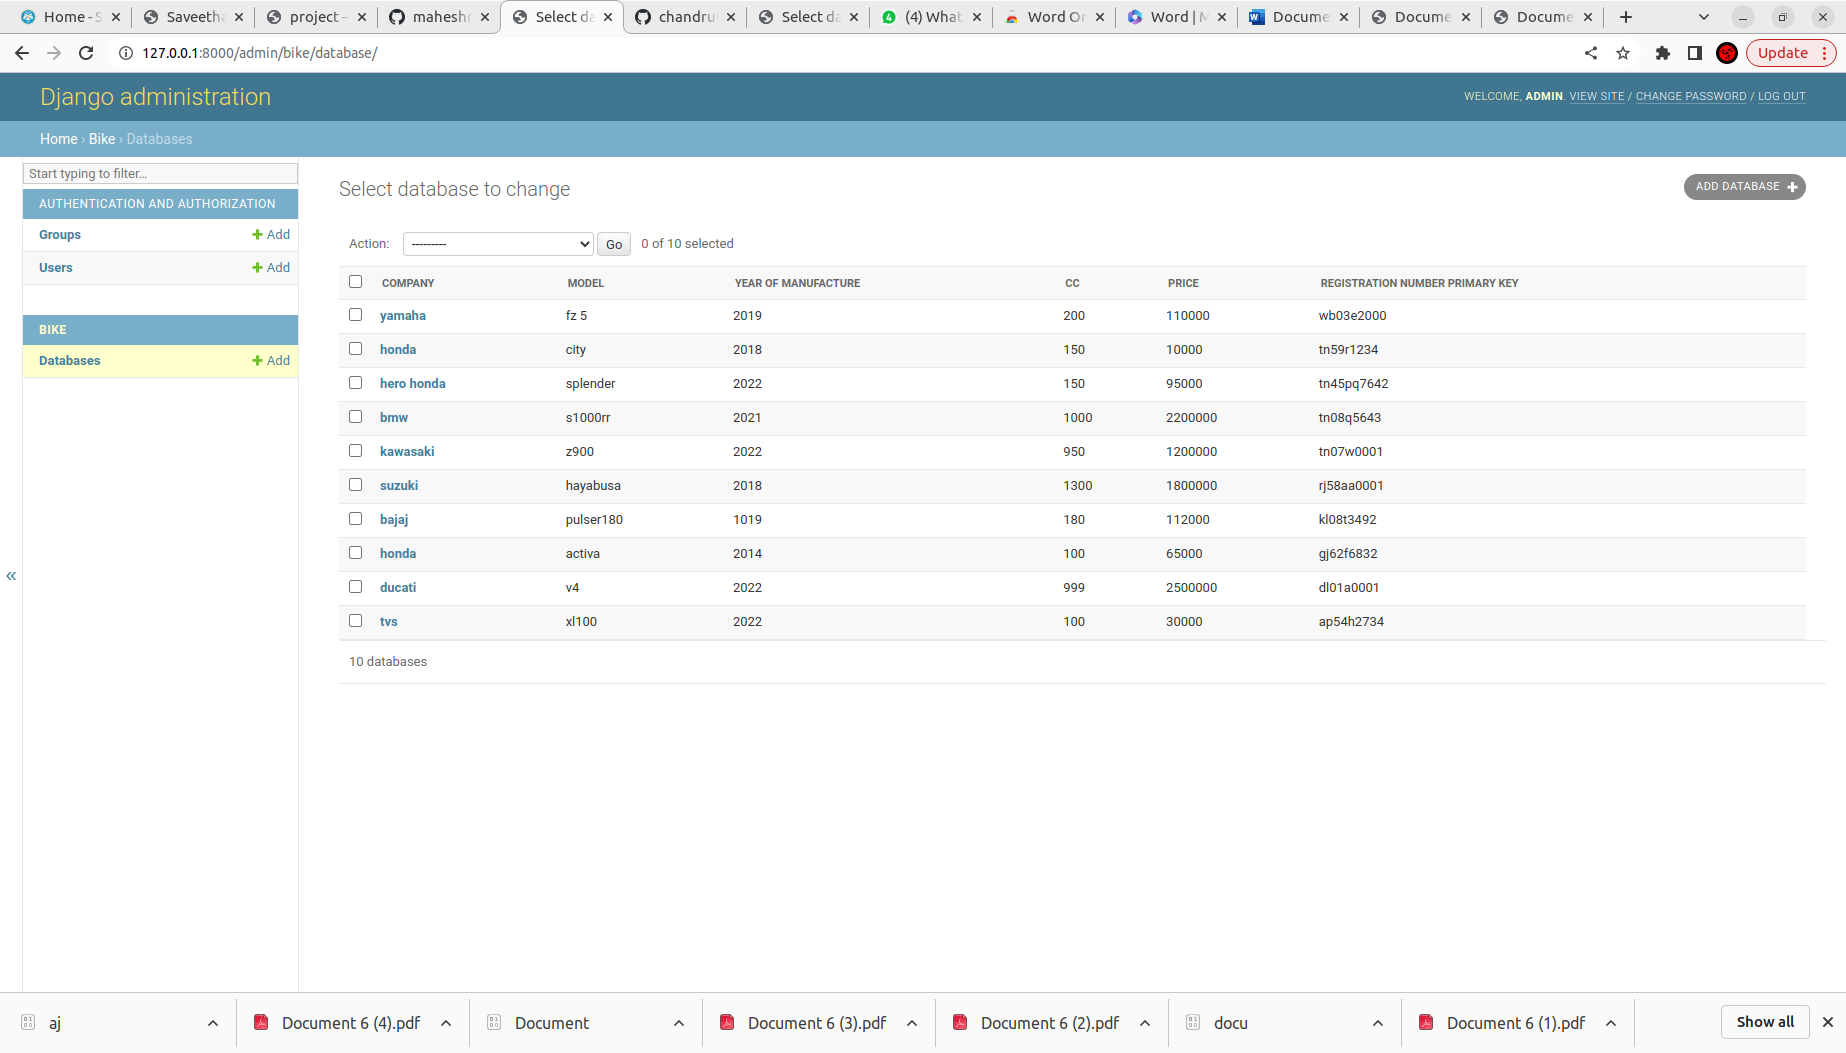 Home - S Saveetha project - maheshr Select da chandru Select da (4) What Word Or Word | M Docume Docume Docume
127.0.0.1:8000/admin/bike/database/ Update
Django administration WELCOME, ADMIN. VIEW SITE / CHANGE PASSWORD / LOG OUT
Home › Bike › Databases
Start typing to filter...
AUTHENTICATION AND AUTHORIZATION
Groups + Add
Users + Add
BIKE
Databases + Add
«
Select database to change ADD DATABASE +
Action: --------- Go 0 of 10 selected
COMPANY MODEL YEAR OF MANUFACTURE CC PRICE REGISTRATION NUMBER PRIMARY KEY
yamaha fz 5 2019 200 110000 wb03e2000
honda city 2018 150 10000 tn59r1234
hero honda splender 2022 150 95000 tn45pq7642
bmw s1000rr 2021 1000 2200000 tn08q5643
kawasaki z900 2022 950 1200000 tn07w0001
suzuki hayabusa 2018 1300 1800000 rj58aa0001
bajaj pulser180 1019 180 112000 kl08t3492
honda activa 2014 100 65000 gj62f6832
ducati v4 2022 999 2500000 dl01a0001
tvs xl100 2022 100 30000 ap54h2734
10 databases
aj Document 6 (4).pdf Document Document 6 (3).pdf Document 6 (2).pdf docu Document 6 (1).pdf Show all